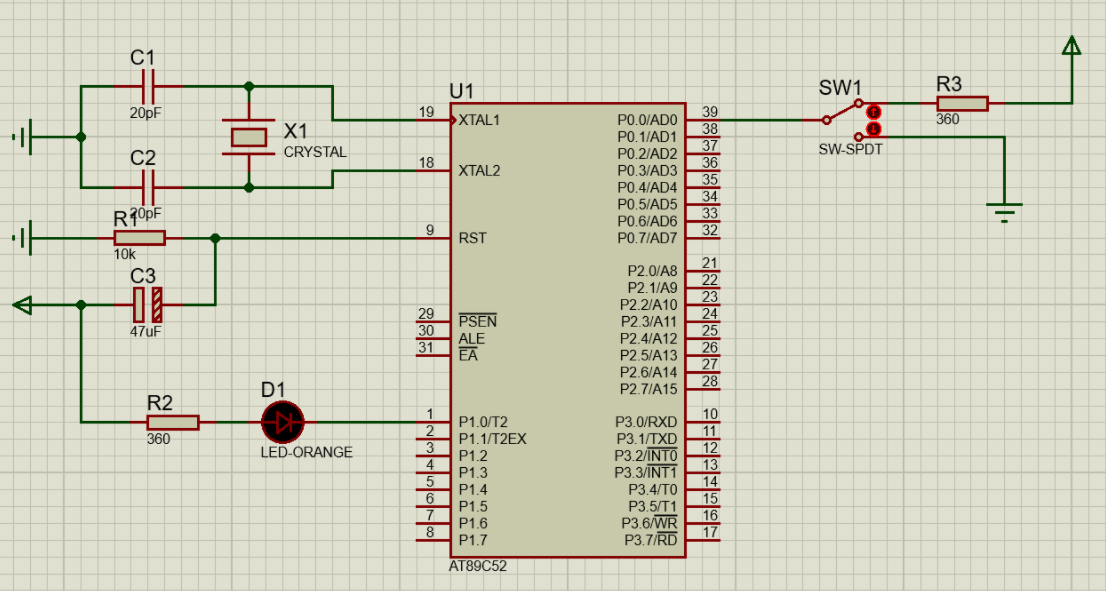 C1
20pF
X1
CRYSTAL
C2
20pF
R1
10k
C3
47uF
R2
360
D1
LED-ORANGE
U1
19 XTAL1
18 XTAL2
9 RST
29 PSEN
30 ALE
31 EA
1 P1.0/T2
2 P1.1/T2EX
3 P1.2
4 P1.3
5 P1.4
6 P1.5
7 P1.6
8 P1.7
P0.0/AD0 39
P0.1/AD1 38
P0.2/AD2 37
P0.3/AD3 36
P0.4/AD4 35
P0.5/AD5 34
P0.6/AD6 33
P0.7/AD7 32
P2.0/A8 21
P2.1/A9 22
P2.2/A10 23
P2.3/A11 24
P2.4/A12 25
P2.5/A13 26
P2.6/A14 27
P2.7/A15 28
P3.0/RXD 10
P3.1/TXD 11
P3.2/INT0 12
P3.3/INT1 13
P3.4/T0 14
P3.5/T1 15
P3.6/WR 16
P3.7/RD 17
AT89C52
SW1
SW-SPDT
R3
360